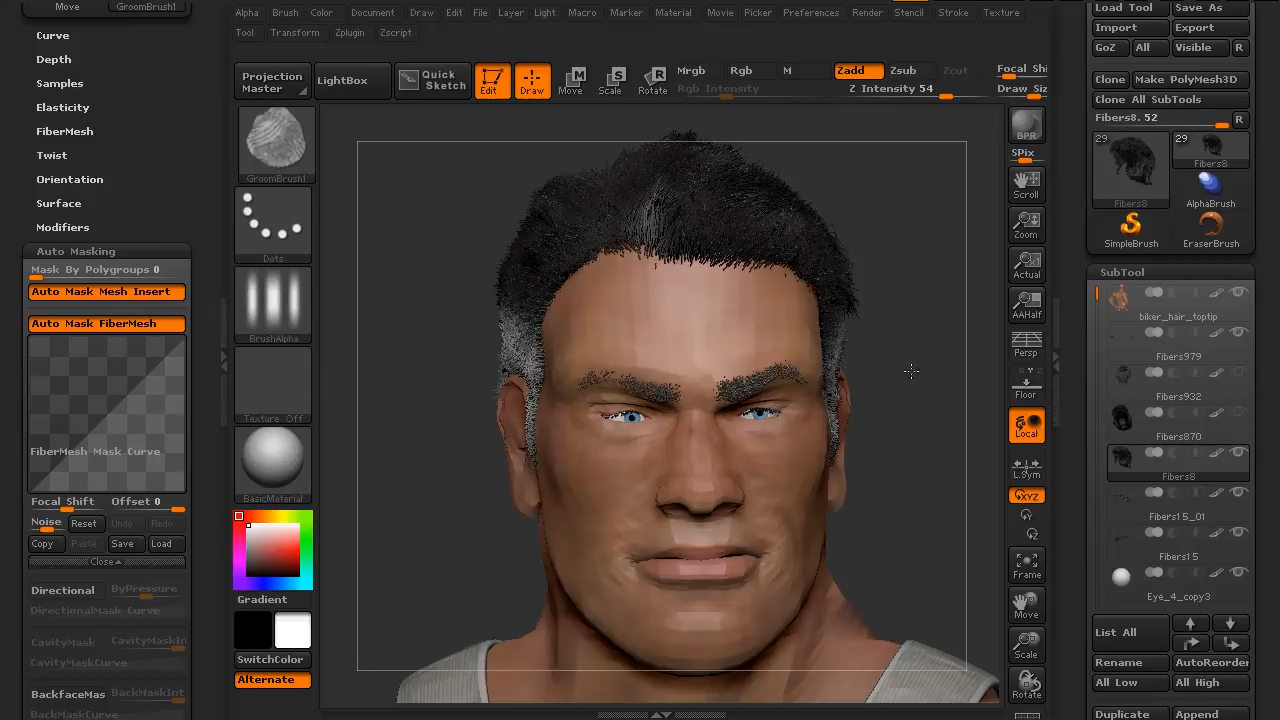 Move
GroomBrush1
Curve
Depth
Samples
Elasticity
FiberMesh
Twist
Orientation
Surface
Modifiers
Auto Masking
Mask By Polygroups 0
Auto Mask Mesh Insert
Auto Mask FiberMesh
FiberMesh Mask Curve
Focal Shift Offset 0
Noise Reset Undo Redo
Copy Paste Save Load
Close
Directional ByPressure
DirectionalMask Curve
CavityMask CavityMaskIn
CavityMaskCurve
BackfaceMas BackMaskInt
BackMaskCurve
Alpha Brush Color Document Draw Edit File Layer Light Macro Marker Material Movie Picker Preferences Render Stencil Stroke Texture
Tool Transform Zplugin Zscript
Projection
Master
LightBox
Quick
Sketch
Edit
Draw
Move
Scale
Rotate
Mrgb Rgb M Zadd Zsub Zcut Focal Shi
Rgb Intensity Z Intensity 54 Draw Siz
GroomBrush1
Dots
BrushAlpha
Texture Off
BasicMaterial
Gradient
SwitchColor
Alternate
BPR
SPix
Scroll
Zoom
Actual
AAHalf
Persp
Floor
Local
L.Sym
XYZ
Y
Z
Frame
Move
Scale
Rotate
Load Tool Save As
Import Export
GoZ All Visible R
Clone Make PolyMesh3D
Clone All SubTools
Fibers8. 52 R
29
29
Fibers8
Fibers8
AlphaBrush
SimpleBrush
EraserBrush
SubTool
biker_hair_toptip
Fibers979
Fibers932
Fibers870
Fibers8
Fibers15_01
Fibers15
Eye_4_copy3
List All
Rename AutoReorder
All Low All High
Duplicate Append